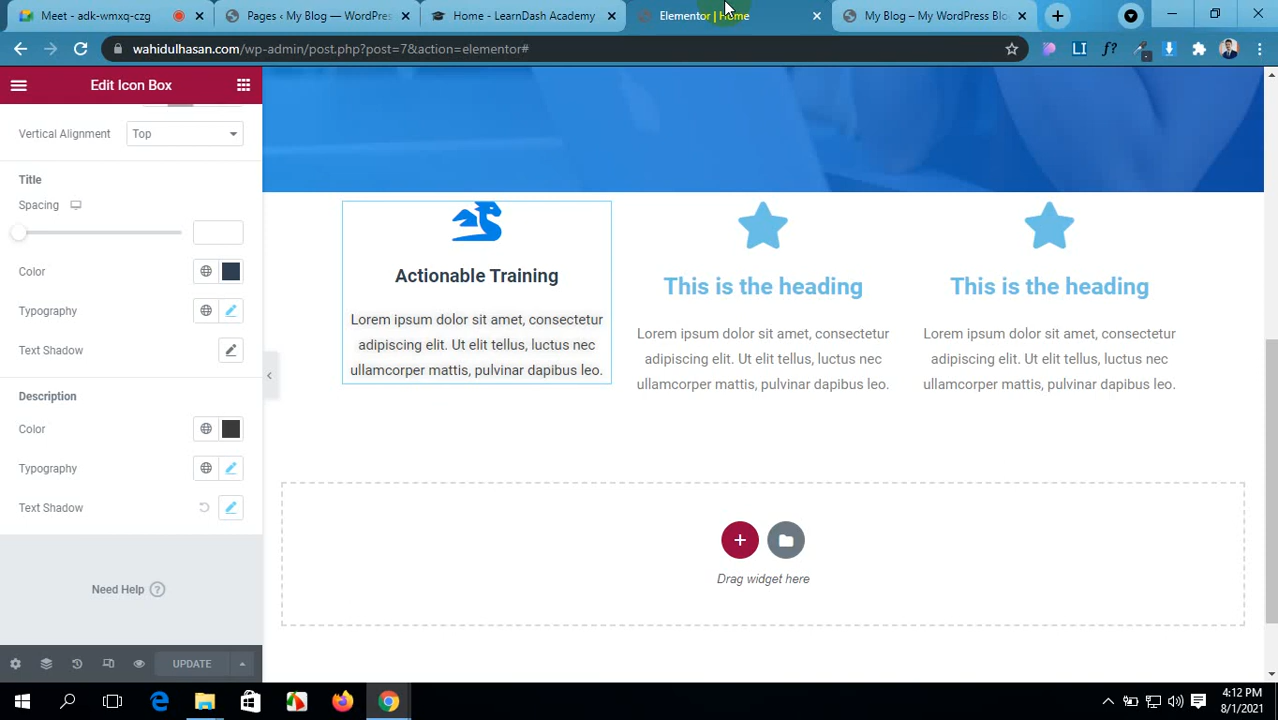 Meet - adk-wmxq-czg
Pages ‹ My Blog — WordPres
Home - LearnDash Academy
Elementor | Home
My Blog – My WordPress Blo
wahidulhasan.com/wp-admin/post.php?post=7&action=elementor#
Edit Icon Box
Vertical Alignment
Top
Title
Spacing
Color
Typography
Text Shadow
Description
Color
Typography
Text Shadow
Need Help
UPDATE
Actionable Training
Lorem ipsum dolor sit amet, consectetur
adipiscing elit. Ut elit tellus, luctus nec
ullamcorper mattis, pulvinar dapibus leo.
This is the heading
Lorem ipsum dolor sit amet, consectetur
adipiscing elit. Ut elit tellus, luctus nec
ullamcorper mattis, pulvinar dapibus leo.
This is the heading
Lorem ipsum dolor sit amet, consectetur
adipiscing elit. Ut elit tellus, luctus nec
ullamcorper mattis, pulvinar dapibus leo.
Drag widget here
4:12 PM
8/1/2021